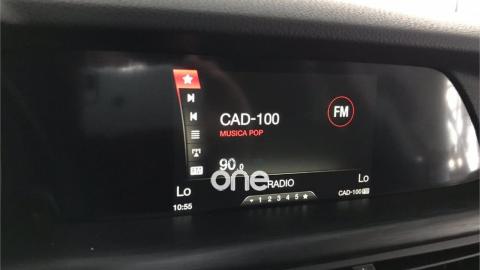 CAD-100
FM
MUSICA POP
90.0
one
RADIO
Lo
Lo
10:55
1 2 3 4 5
CAD-100